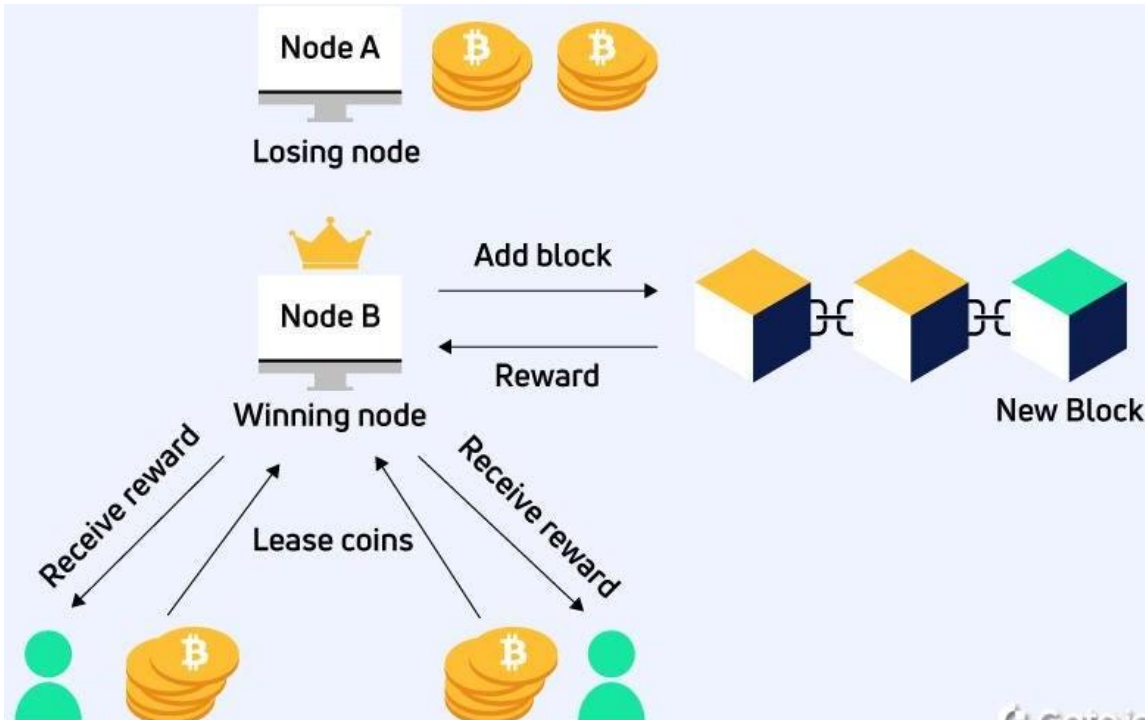 Node A
Losing node
Add block
Node B
Reward
Winning node
New Block
Receive reward
Receive reward
Lease coins